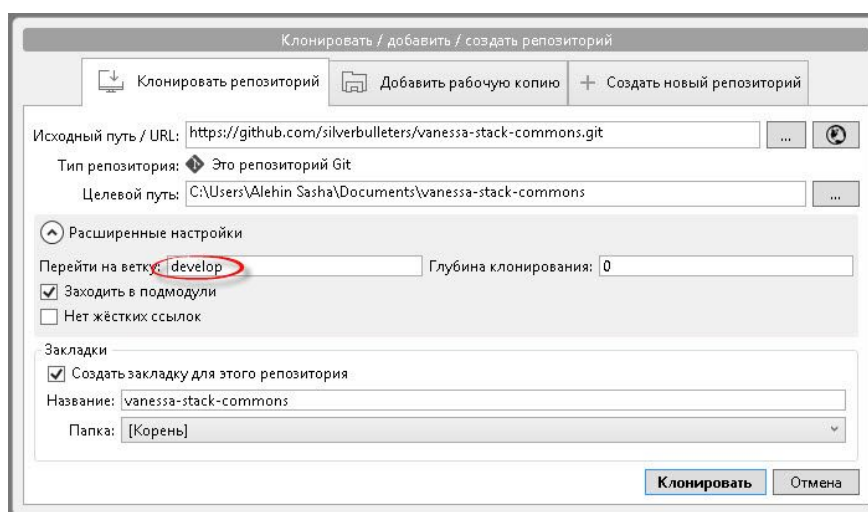 Клонировать / добавить / создать репозиторий
Клонировать репозиторий Добавить рабочую копию Создать новый репозиторий
Исходный путь / URL: https://github.com/silverbulleters/vanessa-stack-commons.git ...
Тип репозитория: Это репозиторий Git
Целевой путь: C:\Users\Alehin Sasha\Documents\vanessa-stack-commons ...
Расширенные настройки
Перейти на ветку: develop Глубина клонирования: 0
Заходить в подмодули
Нет жёстких ссылок
Закладки
Создать закладку для этого репозитория
Название: vanessa-stack-commons
Папка: [Корень]
Клонировать Отмена